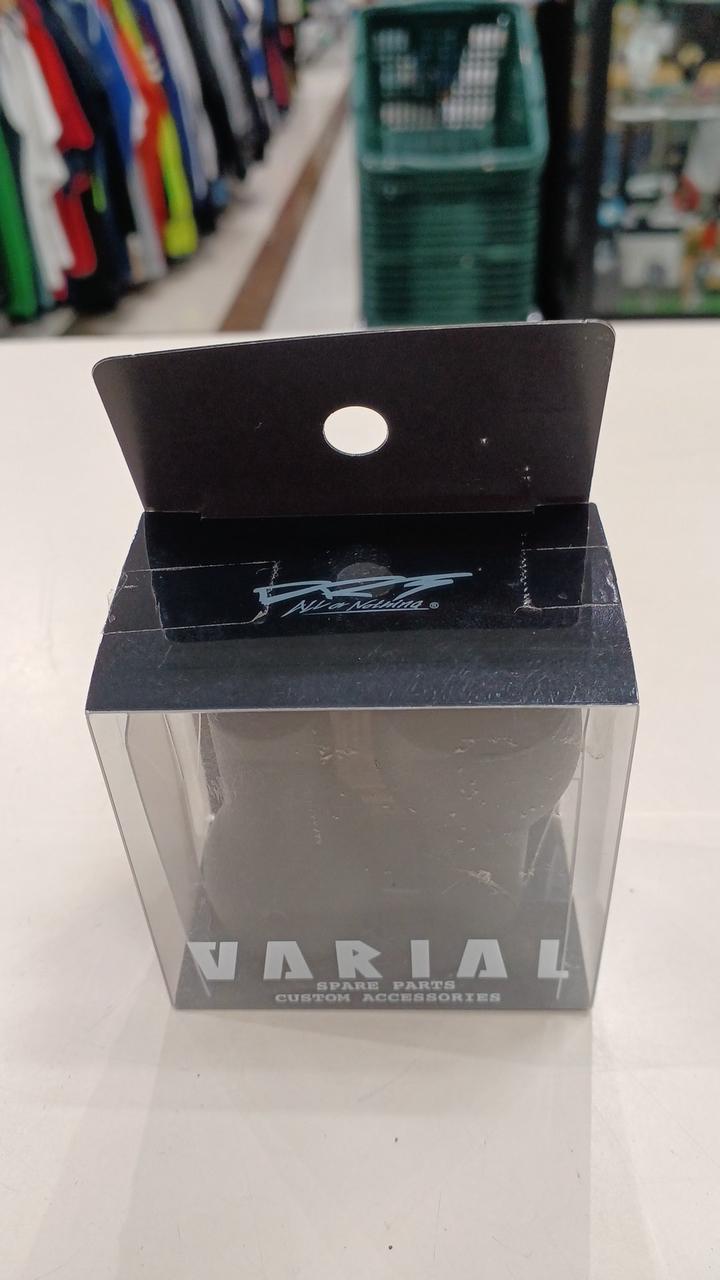 DRT
All or Nothing ®
VARIAL
SPARE PARTS
CUSTOM ACCESSORIES